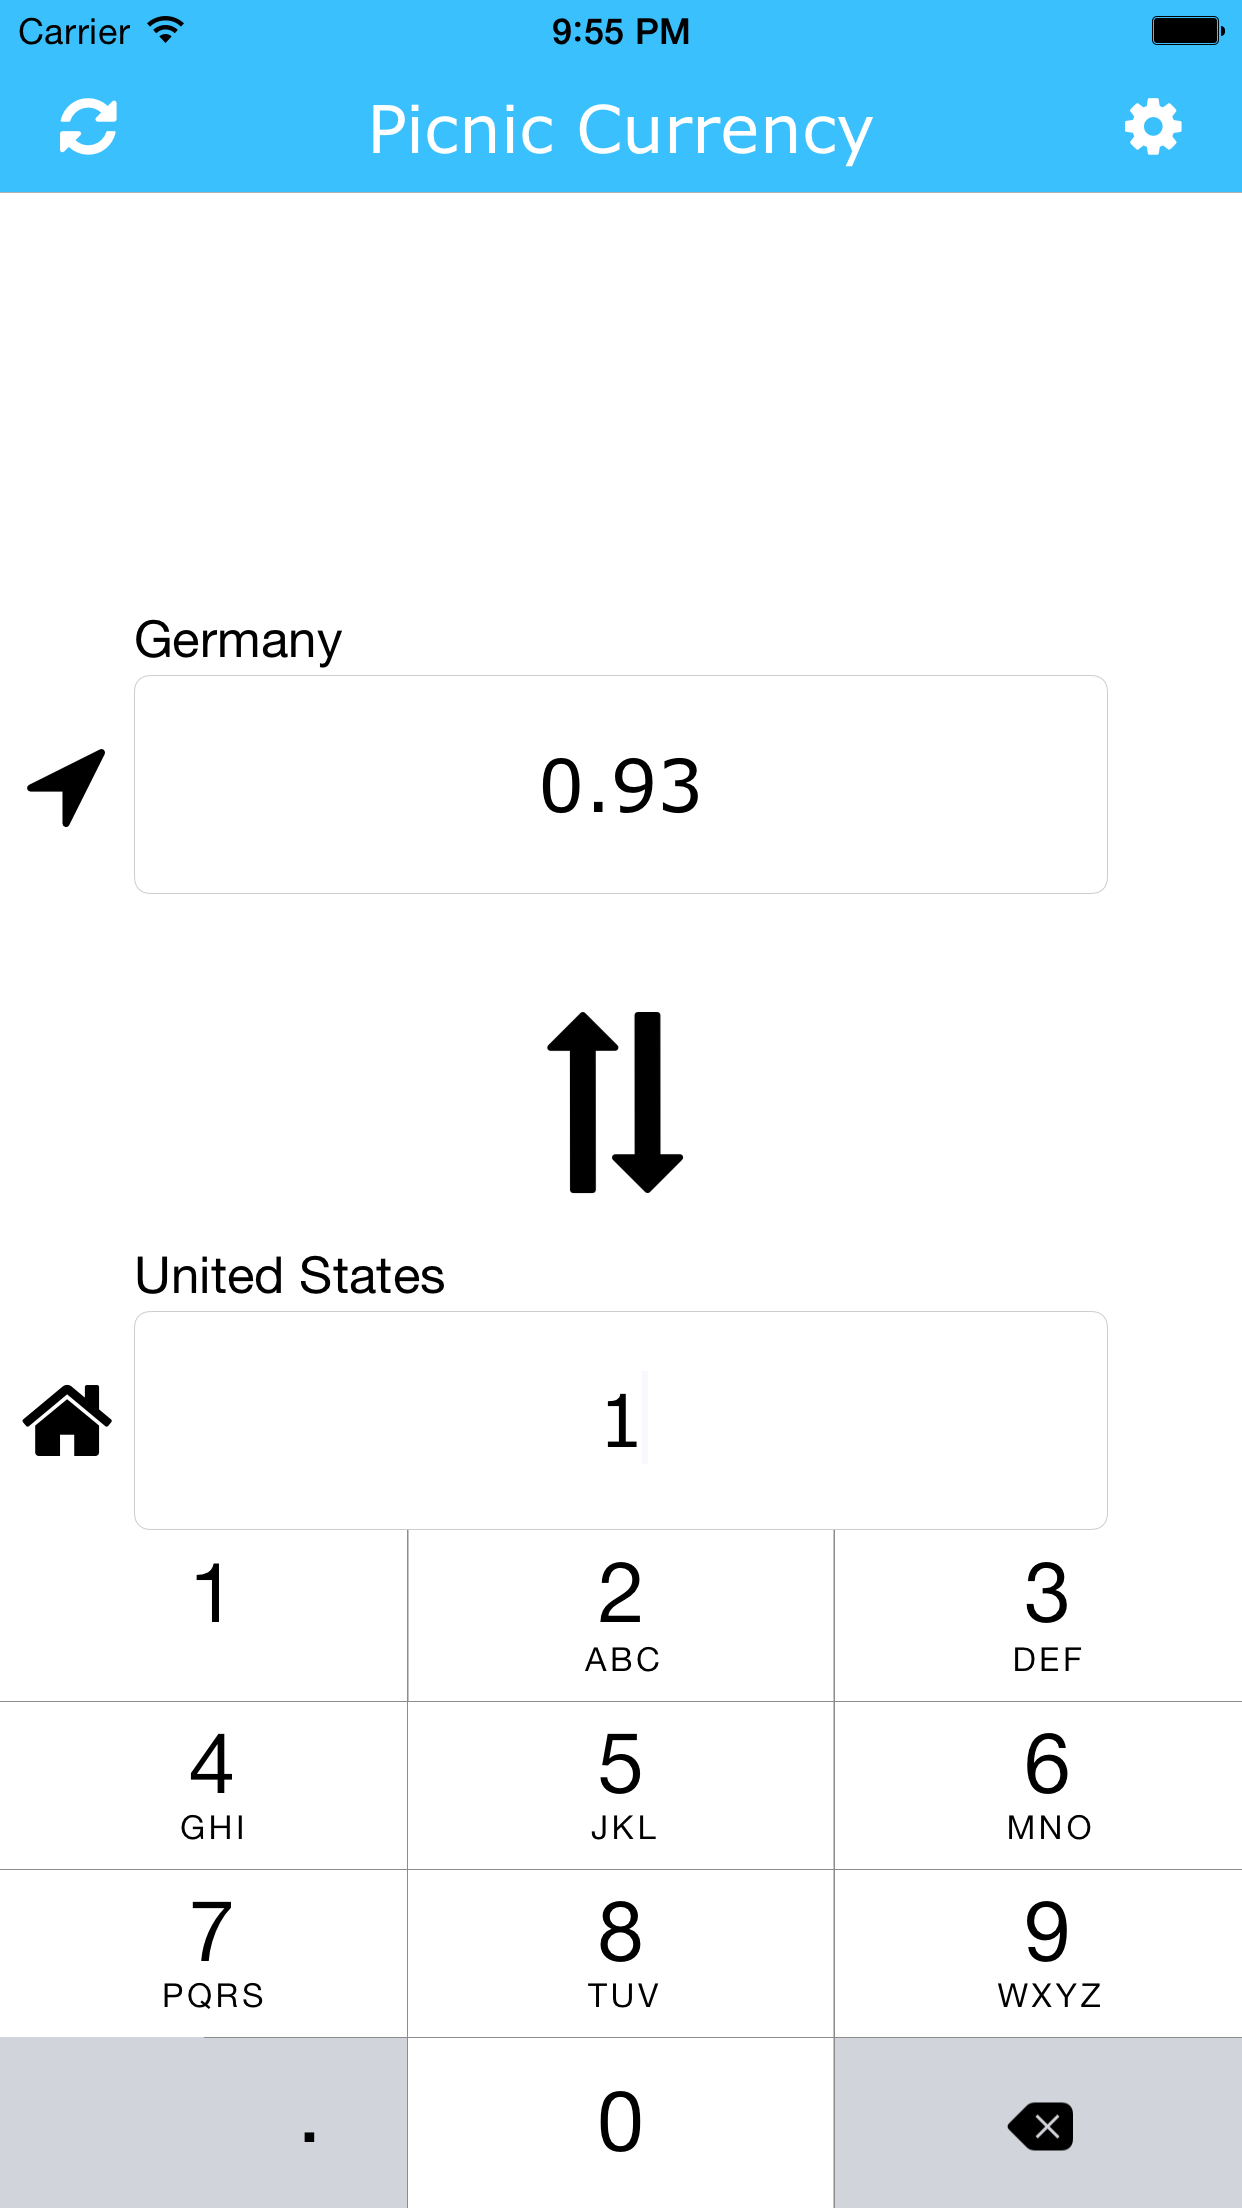 Carrier 9:55 PM
Picnic Currency
Germany
0.93
United States
1
1 2 3
ABC DEF
4 5 6
GHI JKL MNO
7 8 9
PQRS TUV WXYZ
. 0